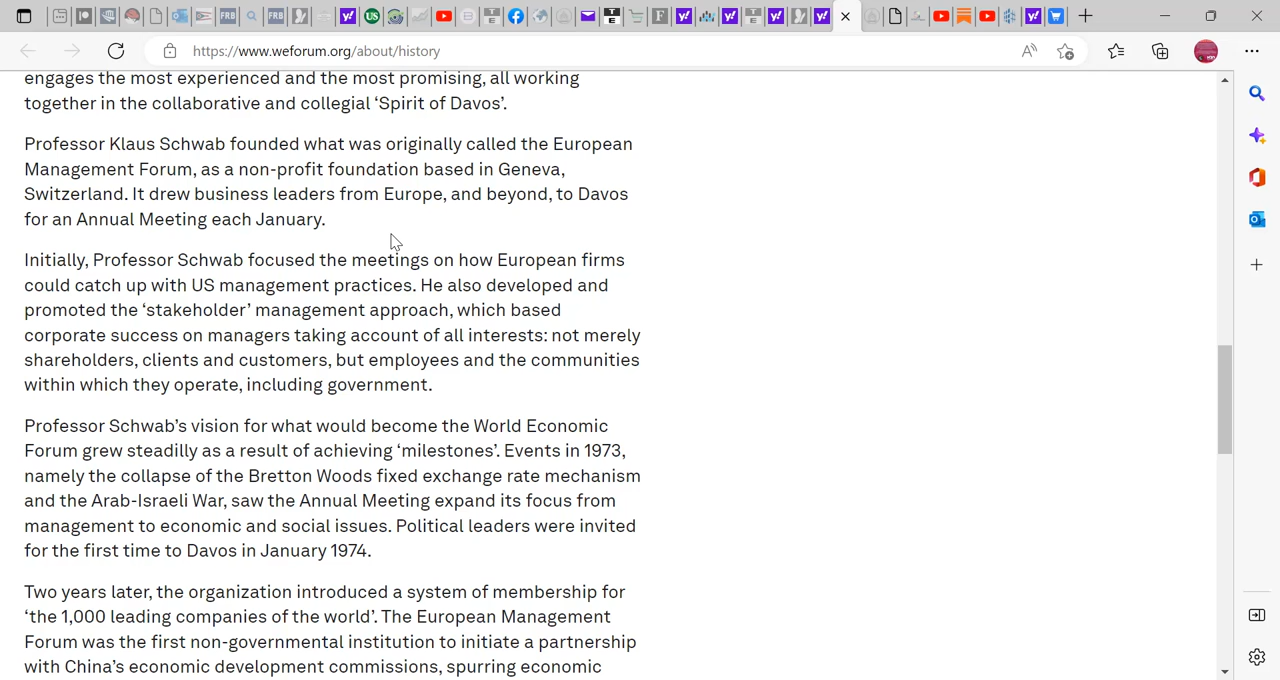 https://www.weforum.org/about/history
engages the most experienced and the most promising, all working
together in the collaborative and collegial ‘Spirit of Davos’.
Professor Klaus Schwab founded what was originally called the European
Management Forum, as a non-profit foundation based in Geneva,
Switzerland. It drew business leaders from Europe, and beyond, to Davos
for an Annual Meeting each January.
Initially, Professor Schwab focused the meetings on how European firms
could catch up with US management practices. He also developed and
promoted the ‘stakeholder’ management approach, which based
corporate success on managers taking account of all interests: not merely
shareholders, clients and customers, but employees and the communities
within which they operate, including government.
Professor Schwab’s vision for what would become the World Economic
Forum grew steadilly as a result of achieving ‘milestones’. Events in 1973,
namely the collapse of the Bretton Woods fixed exchange rate mechanism
and the Arab-Israeli War, saw the Annual Meeting expand its focus from
management to economic and social issues. Political leaders were invited
for the first time to Davos in January 1974.
Two years later, the organization introduced a system of membership for
‘the 1,000 leading companies of the world’. The European Management
Forum was the first non-governmental institution to initiate a partnership
with China’s economic development commissions, spurring economic